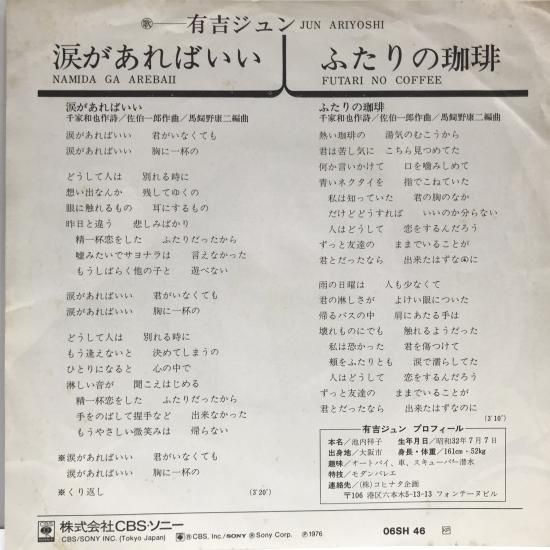 歌──有吉ジュン JUN ARIYOSHI
涙があればいい
NAMIDA GA AREBAII
ふたりの珈琲
FUTARI NO COFFEE
涙があればいい
千家和也作詩/佐伯一郎作曲/馬飼野康二編曲
涙があればいい 君がいなくても
涙があればいい 胸に一杯の
どうして人は 別れる時に
想い出なんか 残してゆくの
眼に触れるもの 耳にするもの
昨日と違う 悲しみばかり
精一杯恋をした ふたりだったから
嘘みたいでサヨナラは 言えなかった
もうしばらく他の子と 遊べない
涙があればいい 君がいなくても
涙があればいい 胸に一杯の
どうして人は 別れる時に
もう逢えないと 決めてしまうの
ひとりになると 心の中で
淋しい音が 聞こえはじめる
精一杯恋をした ふたりだったから
手をのばして握手など 出来なかった
もうやさしい微笑みは 帰らない
※涙があればいい 君がいなくても
涙があればいい 胸に一杯の
※くり返し (3'20")
ふたりの珈琲
千家和也作詩/佐伯一郎作曲/馬飼野康二編曲
熱い珈琲の 湯気のむこうから
君は苦し気に こちら見つめてた
何か言いかけて 口を噛みしめて
青いネクタイを 指でこねていた
私は知っていた 君の胸のなか
だけどどうすれば いいのか分らない
人はどうして 恋をするんだろう
ずっと友達の ままでいることが
君とだったなら 出来たはずなのに
雨の日曜は 人も少なくて
君の淋しさが よけい眼についた
帰るバスの中 肩にあたる手は
壊れものにでも 触れるようだった
私は恐かった 君を傷つけて
頬をふたりとも 涙で濡らしてた
人はどうして 恋をするんだろう
ずっと友達の ままでいることが
君とだったなら 出来たはずなのに
(3'10")
有吉ジュン プロフィール
本名/池内祥子 生年月日/昭和32年7月7日
出身地/大阪市 身長・体重/161cm・52kg
趣味/オートバイ、車、スキューバー潜水
特技/モダンバレエ
連絡先/(株)コヒナタ企画
〒106 港区六本木5-13-13 フォンテーヌビル
CBS SONY 株式会社CBS・ソニー
CBS/SONY INC. (Tokyo Japan) ®CBS, Inc./SONY ®Sony Corp. Ⓟ1976
06SH 46